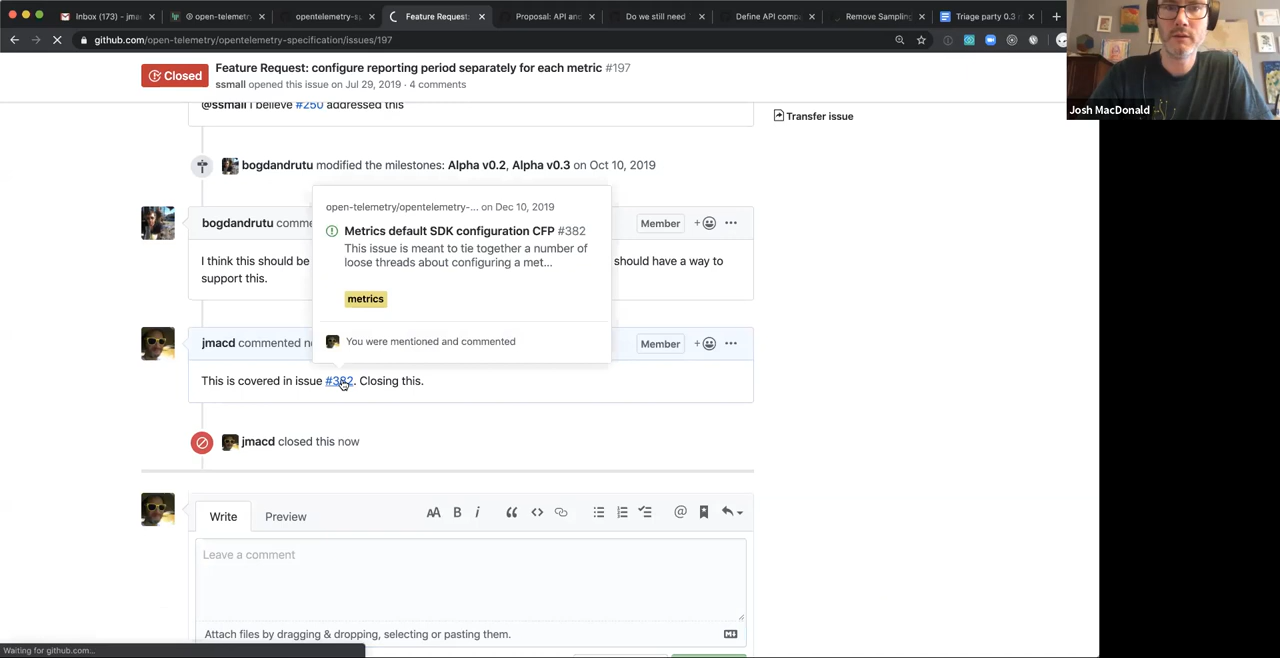 Inbox (173) – jma
open-telemetr
opentelemetry-sp
Feature Request:
Proposal: API and
Do we still need
Define API compa
Remove Sampling
Triage party 0.3
github.com/open-telemetry/opentelemetry-specification/issues/197
Josh MacDonald
Closed
Feature Request: configure reporting period separately for each metric #197
ssmall opened this issue on Jul 29, 2019 · 4 comments
@ssmall I believe #250 addressed this
Transfer issue
bogdandrutu modified the milestones: Alpha v0.2, Alpha v0.3 on Oct 10, 2019
open-telemetry/opentelemetry-... on Dec 10, 2019
bogdandrutu comme
Member
Metrics default SDK configuration CFP #382
This issue is meant to tie together a number of
loose threads about configuring a met...
I think this should be
should have a way to
support this.
metrics
You were mentioned and commented
jmacd commented no
Member
This is covered in issue #382. Closing this.
jmacd closed this now
Write
Preview
AA B i
Leave a comment
Attach files by dragging & dropping, selecting or pasting them.
Waiting for github.com...